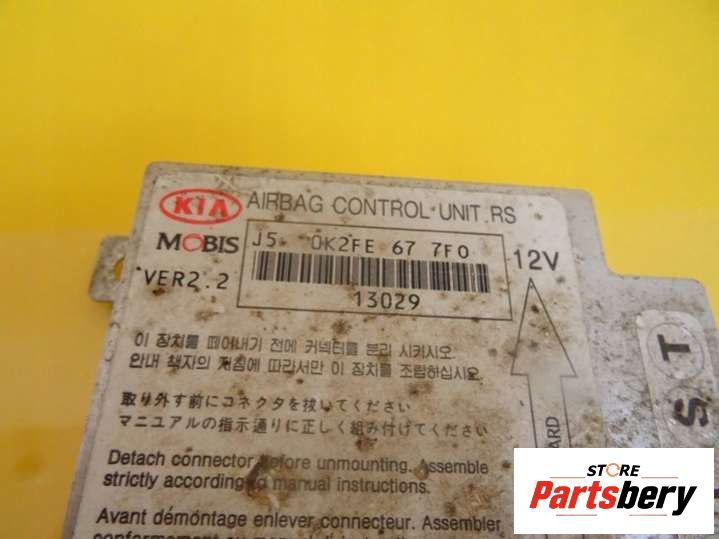 KIA AIRBAG CONTROL UNIT RS
MOBIS J5 0K2FE 67 7F0 12V
VER2.2 13029
이 장치를 떼어내기 전에 커넥터를 분리 시키시오.
안내 책자의 지침에 따라서만 이 장치를 조립하십시오.
取り外す前にコネクタを抜いてください
マニュアルの指示通りに正しく組み付けてください
Detach connector before unmounting. Assemble
strictly according to manual instructions.
Avant démontage enlever connecteur. Assembler
conformement au
ARD
S T
STORE
Partsbery